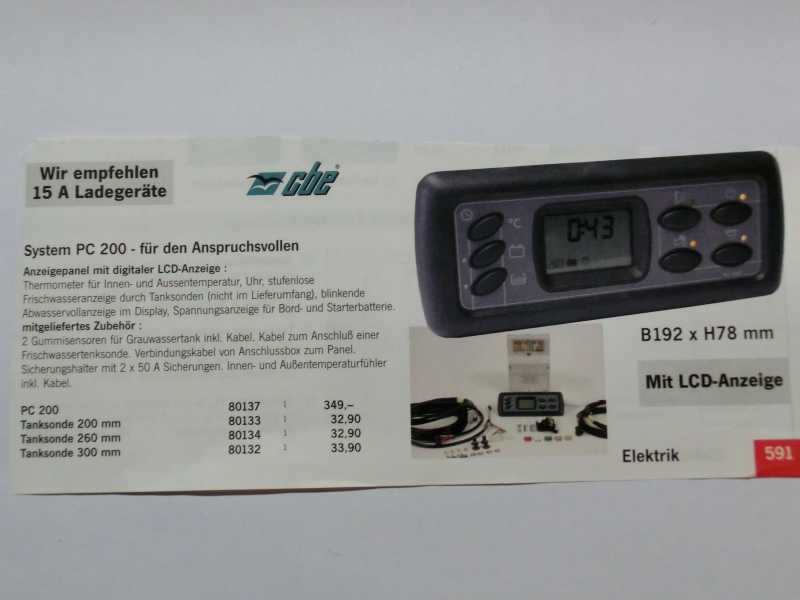 Wir empfehlen
15 A Ladegeräte
cbe®
System PC 200 - für den Anspruchsvollen
Anzeigepanel mit digitaler LCD-Anzeige :
Thermometer für Innen- und Aussentemperatur, Uhr, stufenlose
Frischwasseranzeige durch Tanksonden (nicht im Lieferumfang), blinkende
Abwasservollanzeige im Display, Spannungsanzeige für Bord- und Starterbatterie.
mitgeliefertes Zubehör :
2 Gummisensoren für Grauwassertank inkl. Kabel. Kabel zum Anschluß einer
Frischwassertenksonde. Verbindungskabel von Anschlussbox zum Panel.
Sicherungshalter mit 2 x 50 A Sicherungen. Innen- und Außentemperaturfühler
inkl. Kabel.
PC 200 80137 1 349,–
Tanksonde 200 mm 80133 1 32,90
Tanksonde 260 mm 80134 1 32,90
Tanksonde 300 mm 80132 1 33,90
°C
0:43
B192 x H78 mm
Mit LCD-Anzeige
Elektrik 591